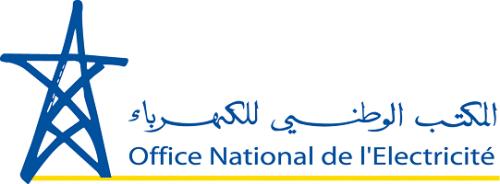 المكتب الوطني للكهرباء
Office National de l'Electricité